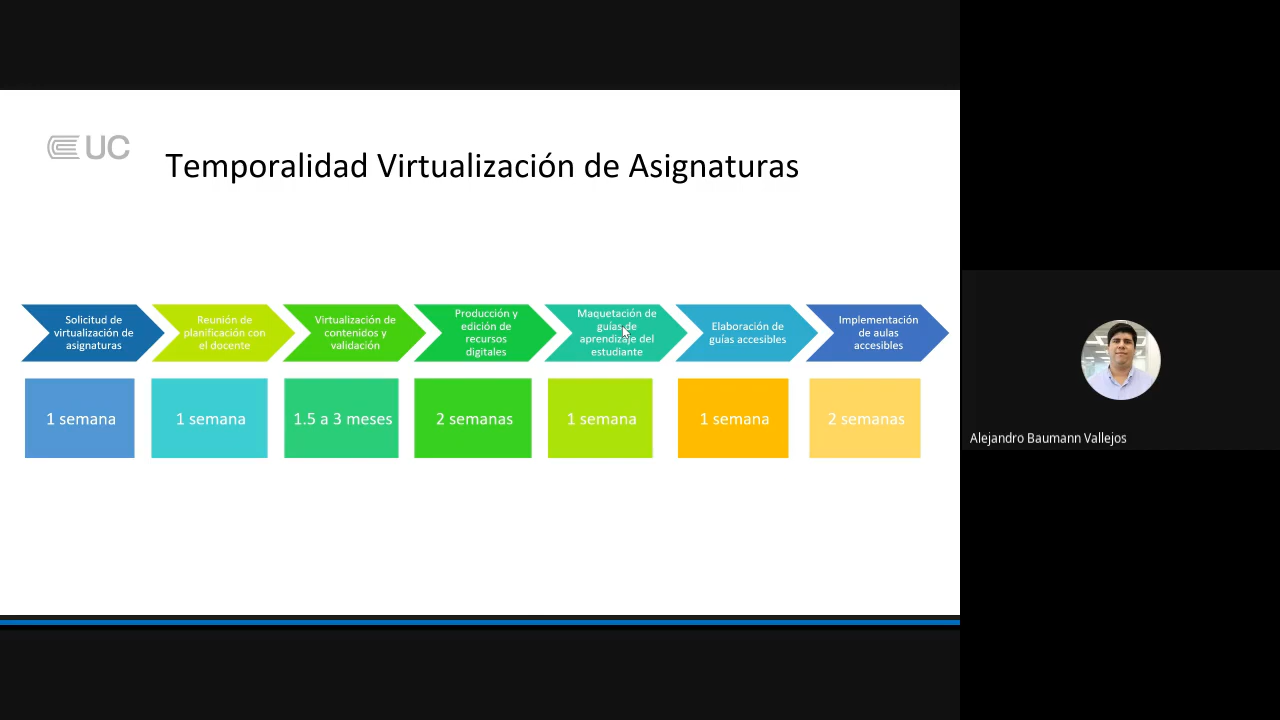 UC
Temporalidad Virtualización de Asignaturas
Solicitud de
virtualización de
asignaturas
Reunión de
planificación con
el docente
Virtualización de
contenidos y
validación
Producción y
edición de
recursos
digitales
Maquetación de
guías de
aprendizaje del
estudiante
Elaboración de
guías accesibles
Implementación
de aulas
accesibles
1 semana
1 semana
1.5 a 3 meses
2 semanas
1 semana
1 semana
2 semanas
Alejandro Baumann Vallejos